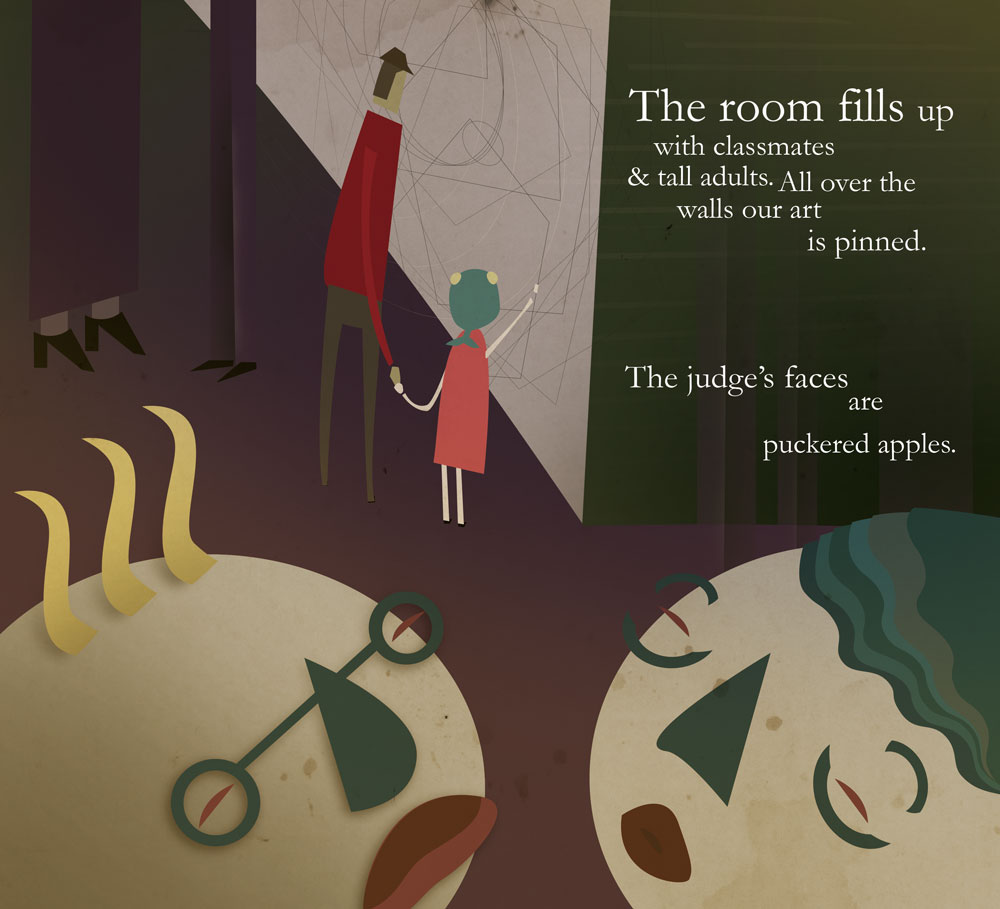 The room fills up
with classmates
& tall adults. All over the
walls our art
is pinned.
The judge's faces
are
puckered apples.